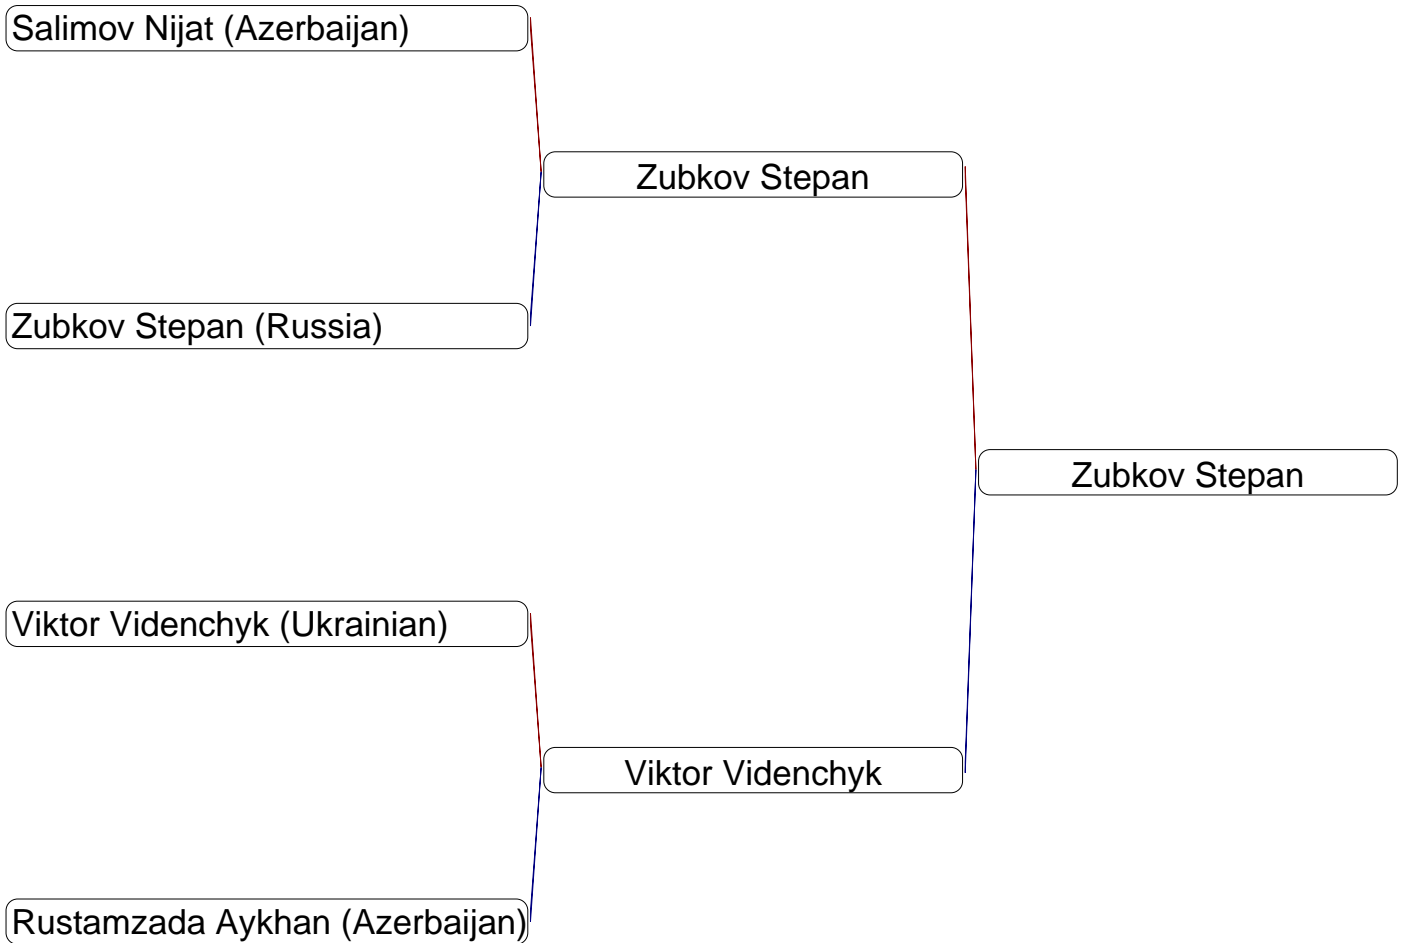 Salimov Nijat (Azerbaijan)
Zubkov Stepan
Zubkov Stepan (Russia)
Zubkov Stepan
Viktor Videnchyk (Ukrainian)
Viktor Videnchyk
Rustamzada Aykhan (Azerbaijan)